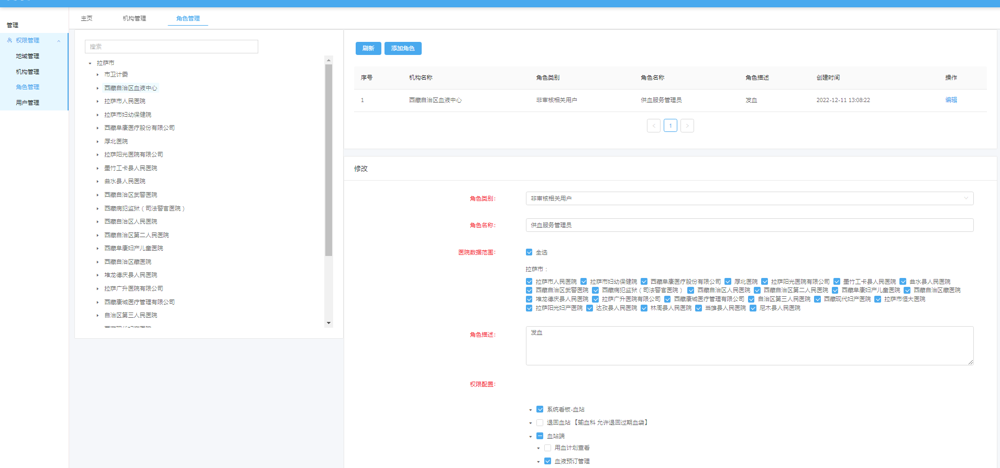 主页 机构管理 角色管理
管理
权限管理
地域管理
机构管理
角色管理
用户管理
搜索
拉萨市
市卫计委
西藏自治区血液中心
拉萨市人民医院
拉萨市妇幼保健院
西藏阜康医疗股份有限公司
厚北医院
拉萨阳光医院有限公司
墨竹工卡县人民医院
曲水县人民医院
西藏自治区武警医院
西藏病犯监狱（司法警官医院）
西藏自治区人民医院
西藏自治区第二人民医院
西藏阜康妇产儿童医院
西藏自治区藏医院
堆龙德庆县人民医院
拉萨广升医院有限公司
西藏康城医疗管理有限公司
自治区第三人民医院
刷新 添加角色
序号 机构名称 角色类别 角色名称 角色描述 创建时间 操作
1 西藏自治区血液中心 非审核相关用户 供血服务管理员 发血 2022-12-11 13:08:22 编辑
< 1 >
修改
角色类别: 非审核相关用户
角色名称: 供血服务管理员
医院数据范围: 全选
拉萨市：
拉萨市人民医院 拉萨市妇幼保健院 西藏阜康医疗股份有限公司 厚北医院 拉萨阳光医院有限公司 墨竹工卡县人民医院 曲水县人民医院
西藏自治区武警医院 西藏病犯监狱（司法警官医院） 西藏自治区人民医院 西藏自治区第二人民医院 西藏阜康妇产儿童医院 西藏自治区藏医院
堆龙德庆县人民医院 拉萨广升医院有限公司 西藏康城医疗管理有限公司 自治区第三人民医院 西藏现代妇产医院 拉萨市恒大医院
拉萨阳光妇产医院 达孜县人民医院 林周县人民医院 当雄县人民医院 尼木县人民医院
角色描述: 发血
权限配置:
系统看板-血站
退回血站 【输血科 允许退回过期血袋】
血站端
用血计划查看
血液预订管理